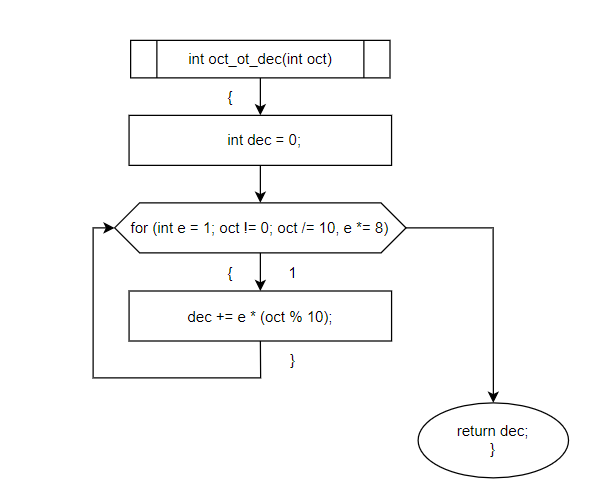 int oct_ot_dec(int oct)
{
int dec = 0;
for (int e = 1; oct != 0; oct /= 10, e *= 8)
{ 1
dec += e * (oct % 10);
}
return dec;
}